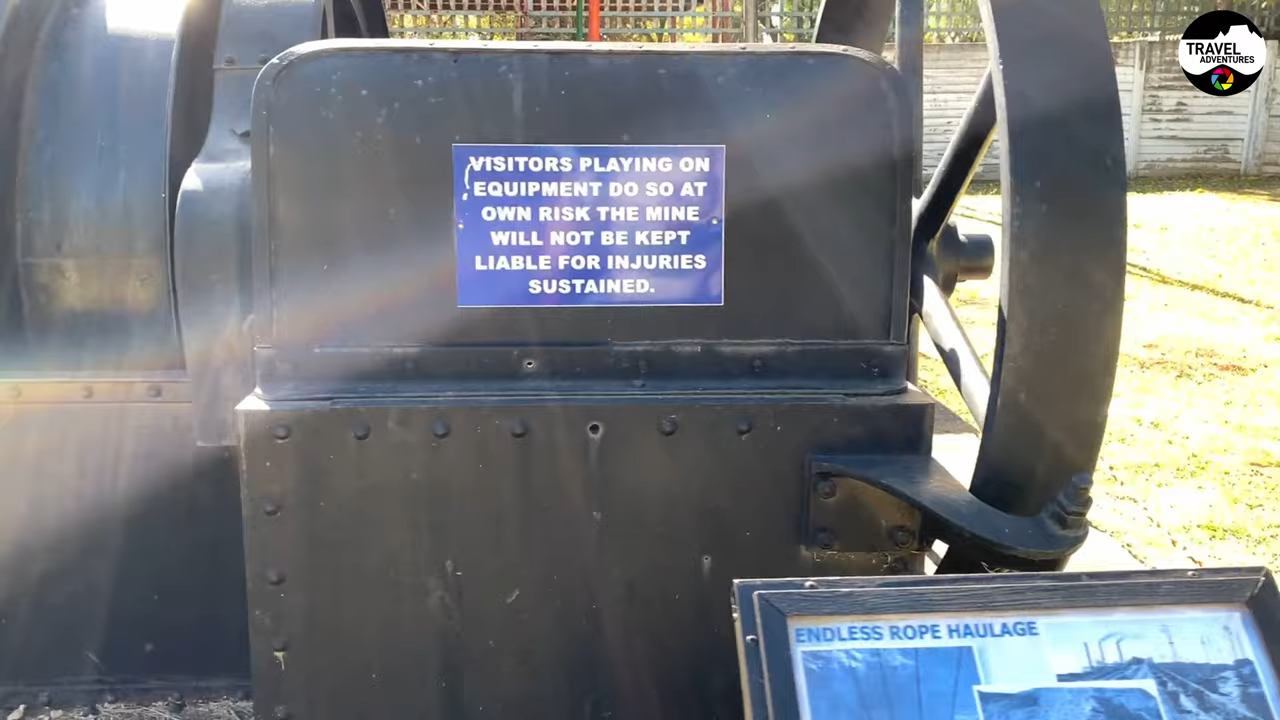 TRAVEL
ADVENTURES
VISITORS PLAYING ON
EQUIPMENT DO SO AT
OWN RISK THE MINE
WILL NOT BE KEPT
LIABLE FOR INJURIES
SUSTAINED.
ENDLESS ROPE HAULAGE